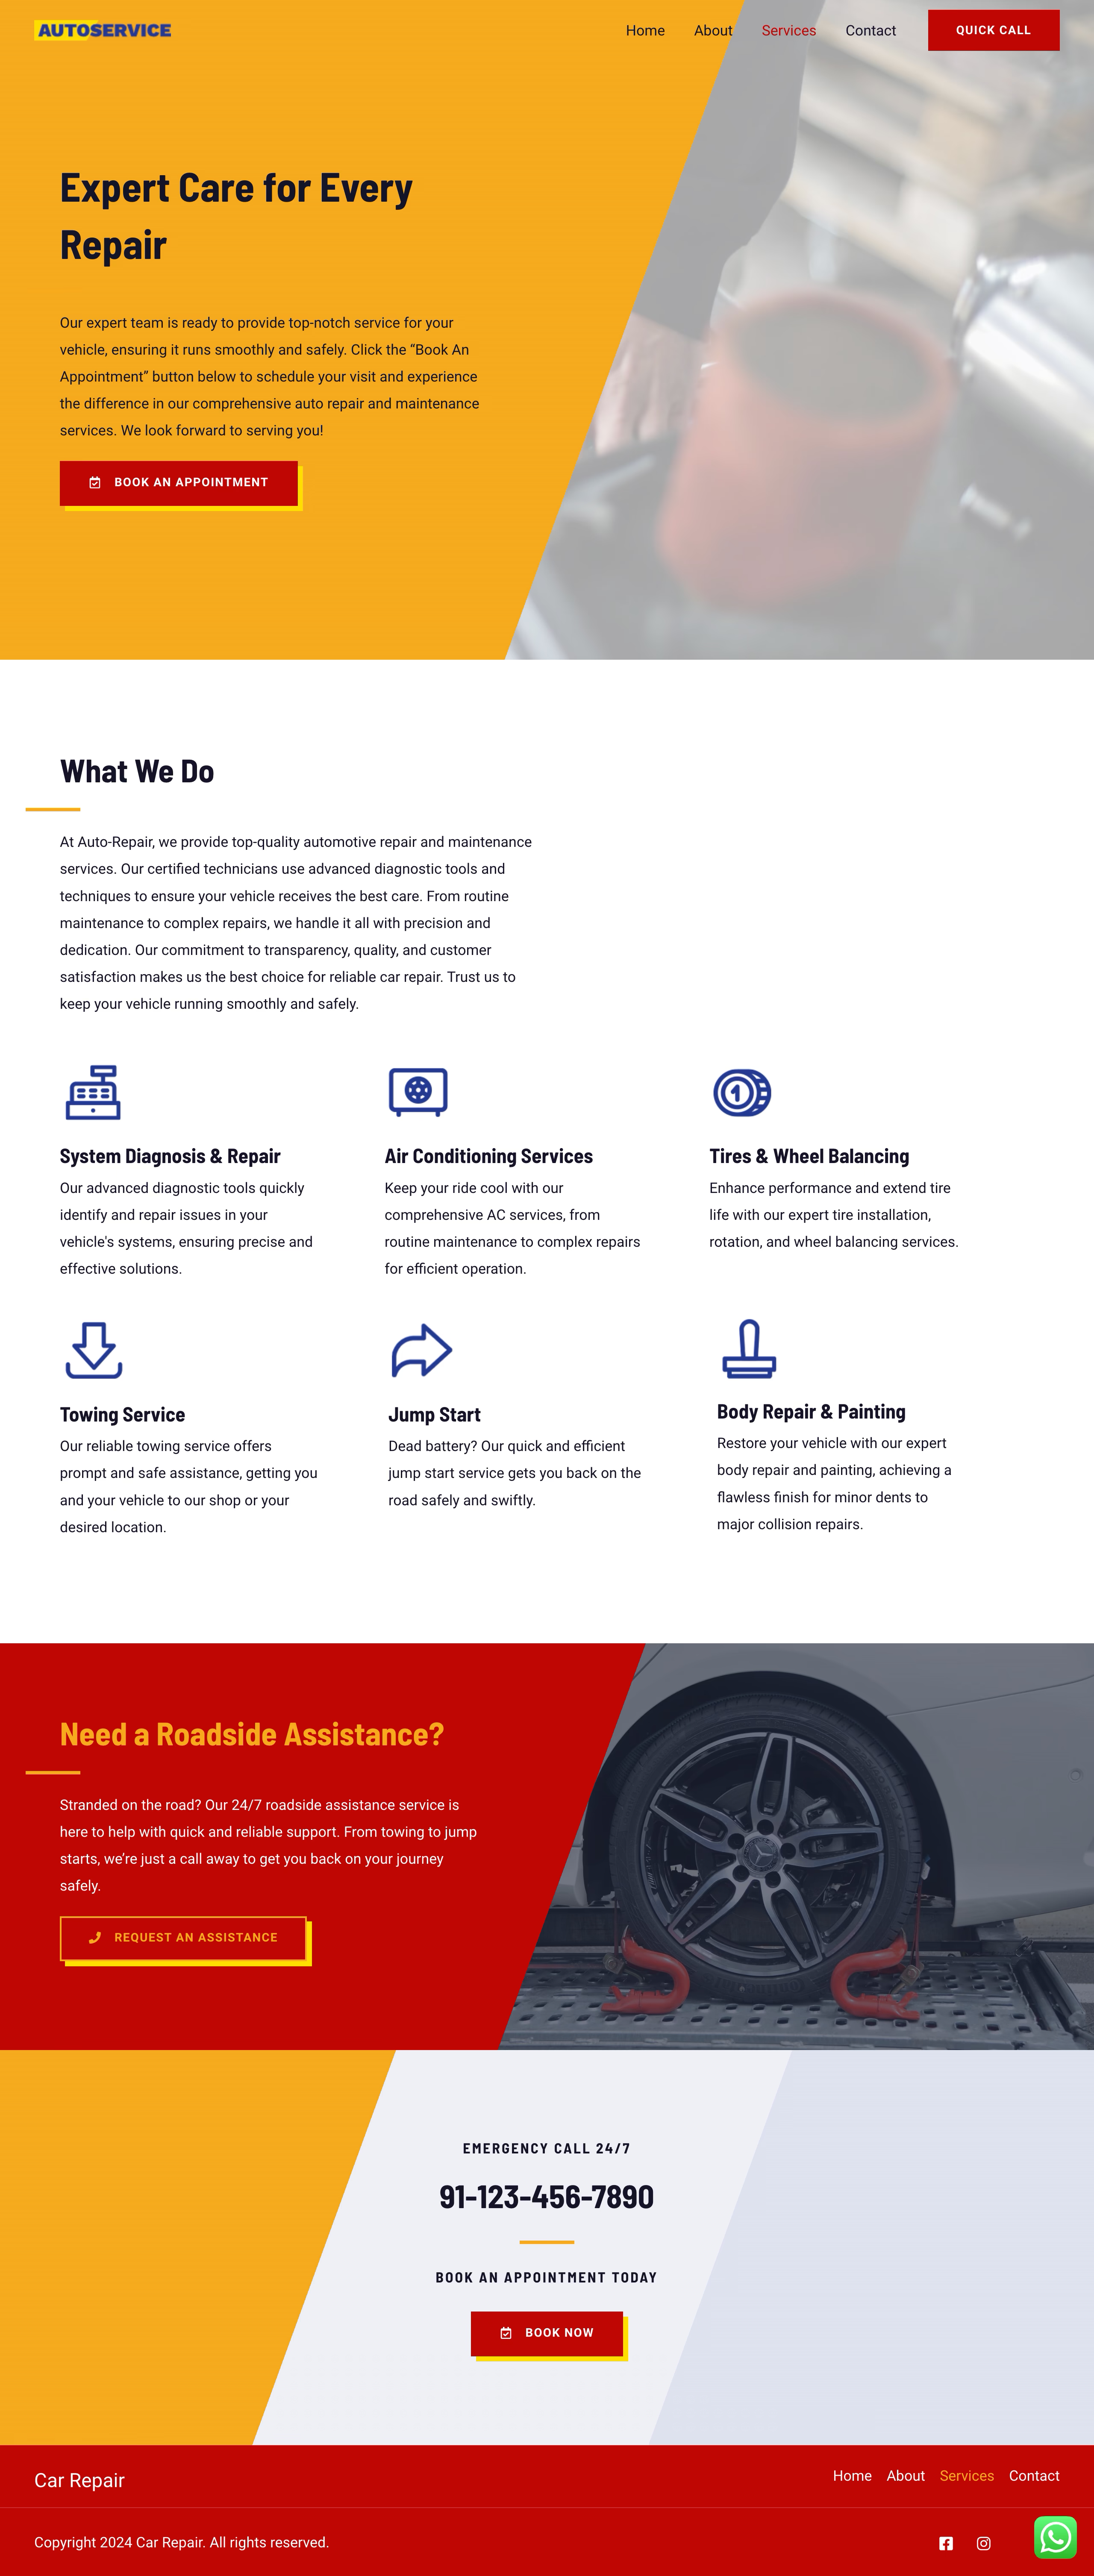 AUTOSERVICE
Home About Services Contact QUICK CALL
Expert Care for Every
Repair
Our expert team is ready to provide top-notch service for your
vehicle, ensuring it runs smoothly and safely. Click the “Book An
Appointment” button below to schedule your visit and experience
the difference in our comprehensive auto repair and maintenance
services. We look forward to serving you!
BOOK AN APPOINTMENT
What We Do
At Auto-Repair, we provide top-quality automotive repair and maintenance
services. Our certified technicians use advanced diagnostic tools and
techniques to ensure your vehicle receives the best care. From routine
maintenance to complex repairs, we handle it all with precision and
dedication. Our commitment to transparency, quality, and customer
satisfaction makes us the best choice for reliable car repair. Trust us to
keep your vehicle running smoothly and safely.
System Diagnosis & Repair
Our advanced diagnostic tools quickly
identify and repair issues in your
vehicle's systems, ensuring precise and
effective solutions.
Air Conditioning Services
Keep your ride cool with our
comprehensive AC services, from
routine maintenance to complex repairs
for efficient operation.
1
Tires & Wheel Balancing
Enhance performance and extend tire
life with our expert tire installation,
rotation, and wheel balancing services.
Towing Service
Our reliable towing service offers
prompt and safe assistance, getting you
and your vehicle to our shop or your
desired location.
Jump Start
Dead battery? Our quick and efficient
jump start service gets you back on the
road safely and swiftly.
Body Repair & Painting
Restore your vehicle with our expert
body repair and painting, achieving a
flawless finish for minor dents to
major collision repairs.
Need a Roadside Assistance?
Stranded on the road? Our 24/7 roadside assistance service is
here to help with quick and reliable support. From towing to jump
starts, we’re just a call away to get you back on your journey
safely.
REQUEST AN ASSISTANCE
EMERGENCY CALL 24/7
91-123-456-7890
BOOK AN APPOINTMENT TODAY
BOOK NOW
Car Repair
Home About Services Contact
Copyright 2024 Car Repair. All rights reserved.